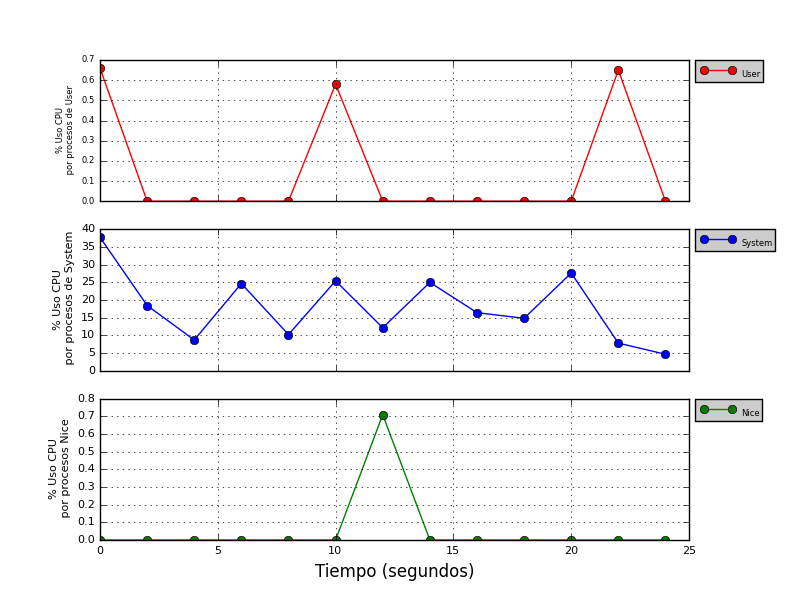 0.7
0.6
0.5
0.4
0.3
0.2
0.1
0.0
% Uso CPU
por procesos de User
User
40
35
30
25
20
15
10
5
0
% Uso CPU
por procesos de System
System
0.8
0.7
0.6
0.5
0.4
0.3
0.2
0.1
0.0
% Uso CPU
por procesos Nice
Nice
0 5 10 15 20 25
Tiempo (segundos)